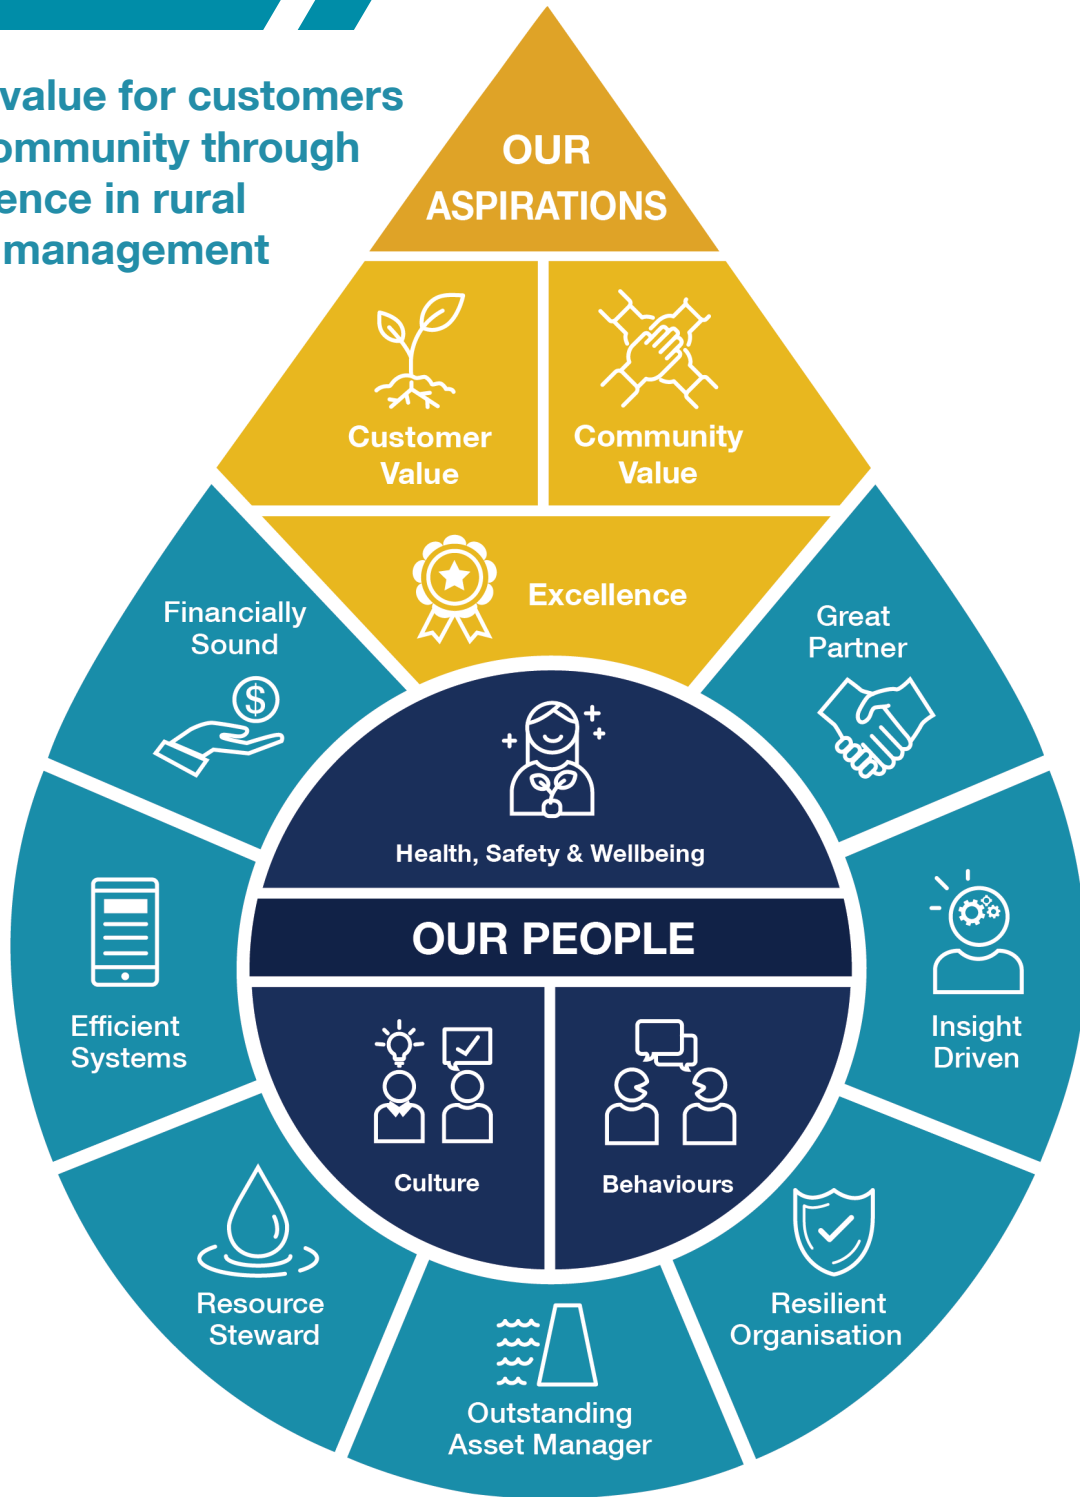 value for customers
ommunity through
ence in rural
management
OUR
ASPIRATIONS
Customer
Value
Community
Value
Excellence
Financially
Sound
$
Great
Partner
Health, Safety & Wellbeing
OUR PEOPLE
Efficient
Systems
Insight
Driven
Culture
Behaviours
Resource
Steward
Resilient
Organisation
Outstanding
Asset Manager